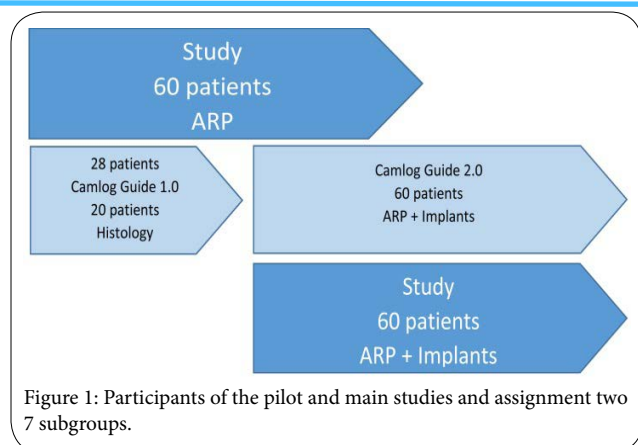 Study
60 patients
ARP
28 patients
Camlog Guide 1.0
20 patients
Histology
Camlog Guide 2.0
60 patients
ARP + Implants
Study
60 patients
ARP + Implants
Figure 1: Participants of the pilot and main studies and assignment two
7 subgroups.